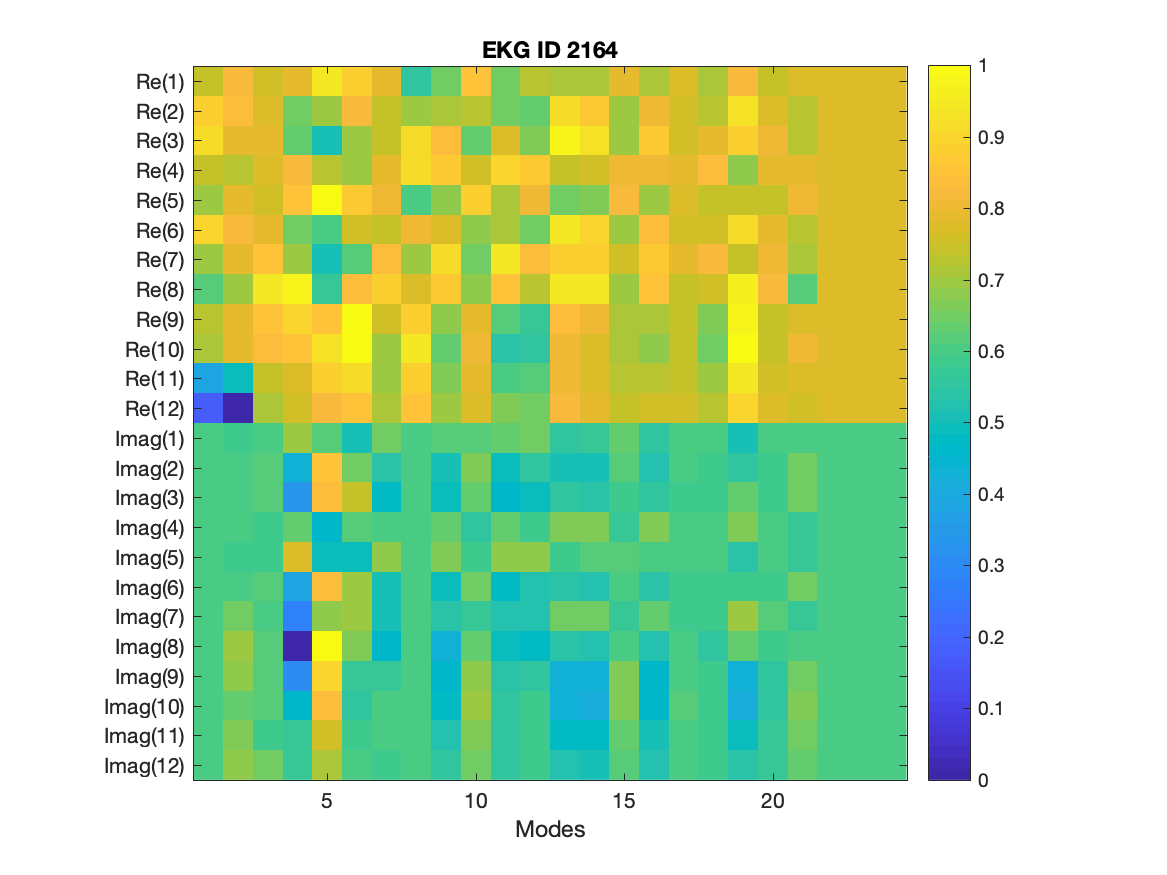 EKG ID 2164
Re(1)
Re(2)
Re(3)
Re(4)
Re(5)
Re(6)
Re(7)
Re(8)
Re(9)
Re(10)
Re(11)
Re(12)
Imag(1)
Imag(2)
Imag(3)
Imag(4)
Imag(5)
Imag(6)
Imag(7)
Imag(8)
Imag(9)
Imag(10)
Imag(11)
Imag(12)
5 10 15 20
Modes
1
0.9
0.8
0.7
0.6
0.5
0.4
0.3
0.2
0.1
0